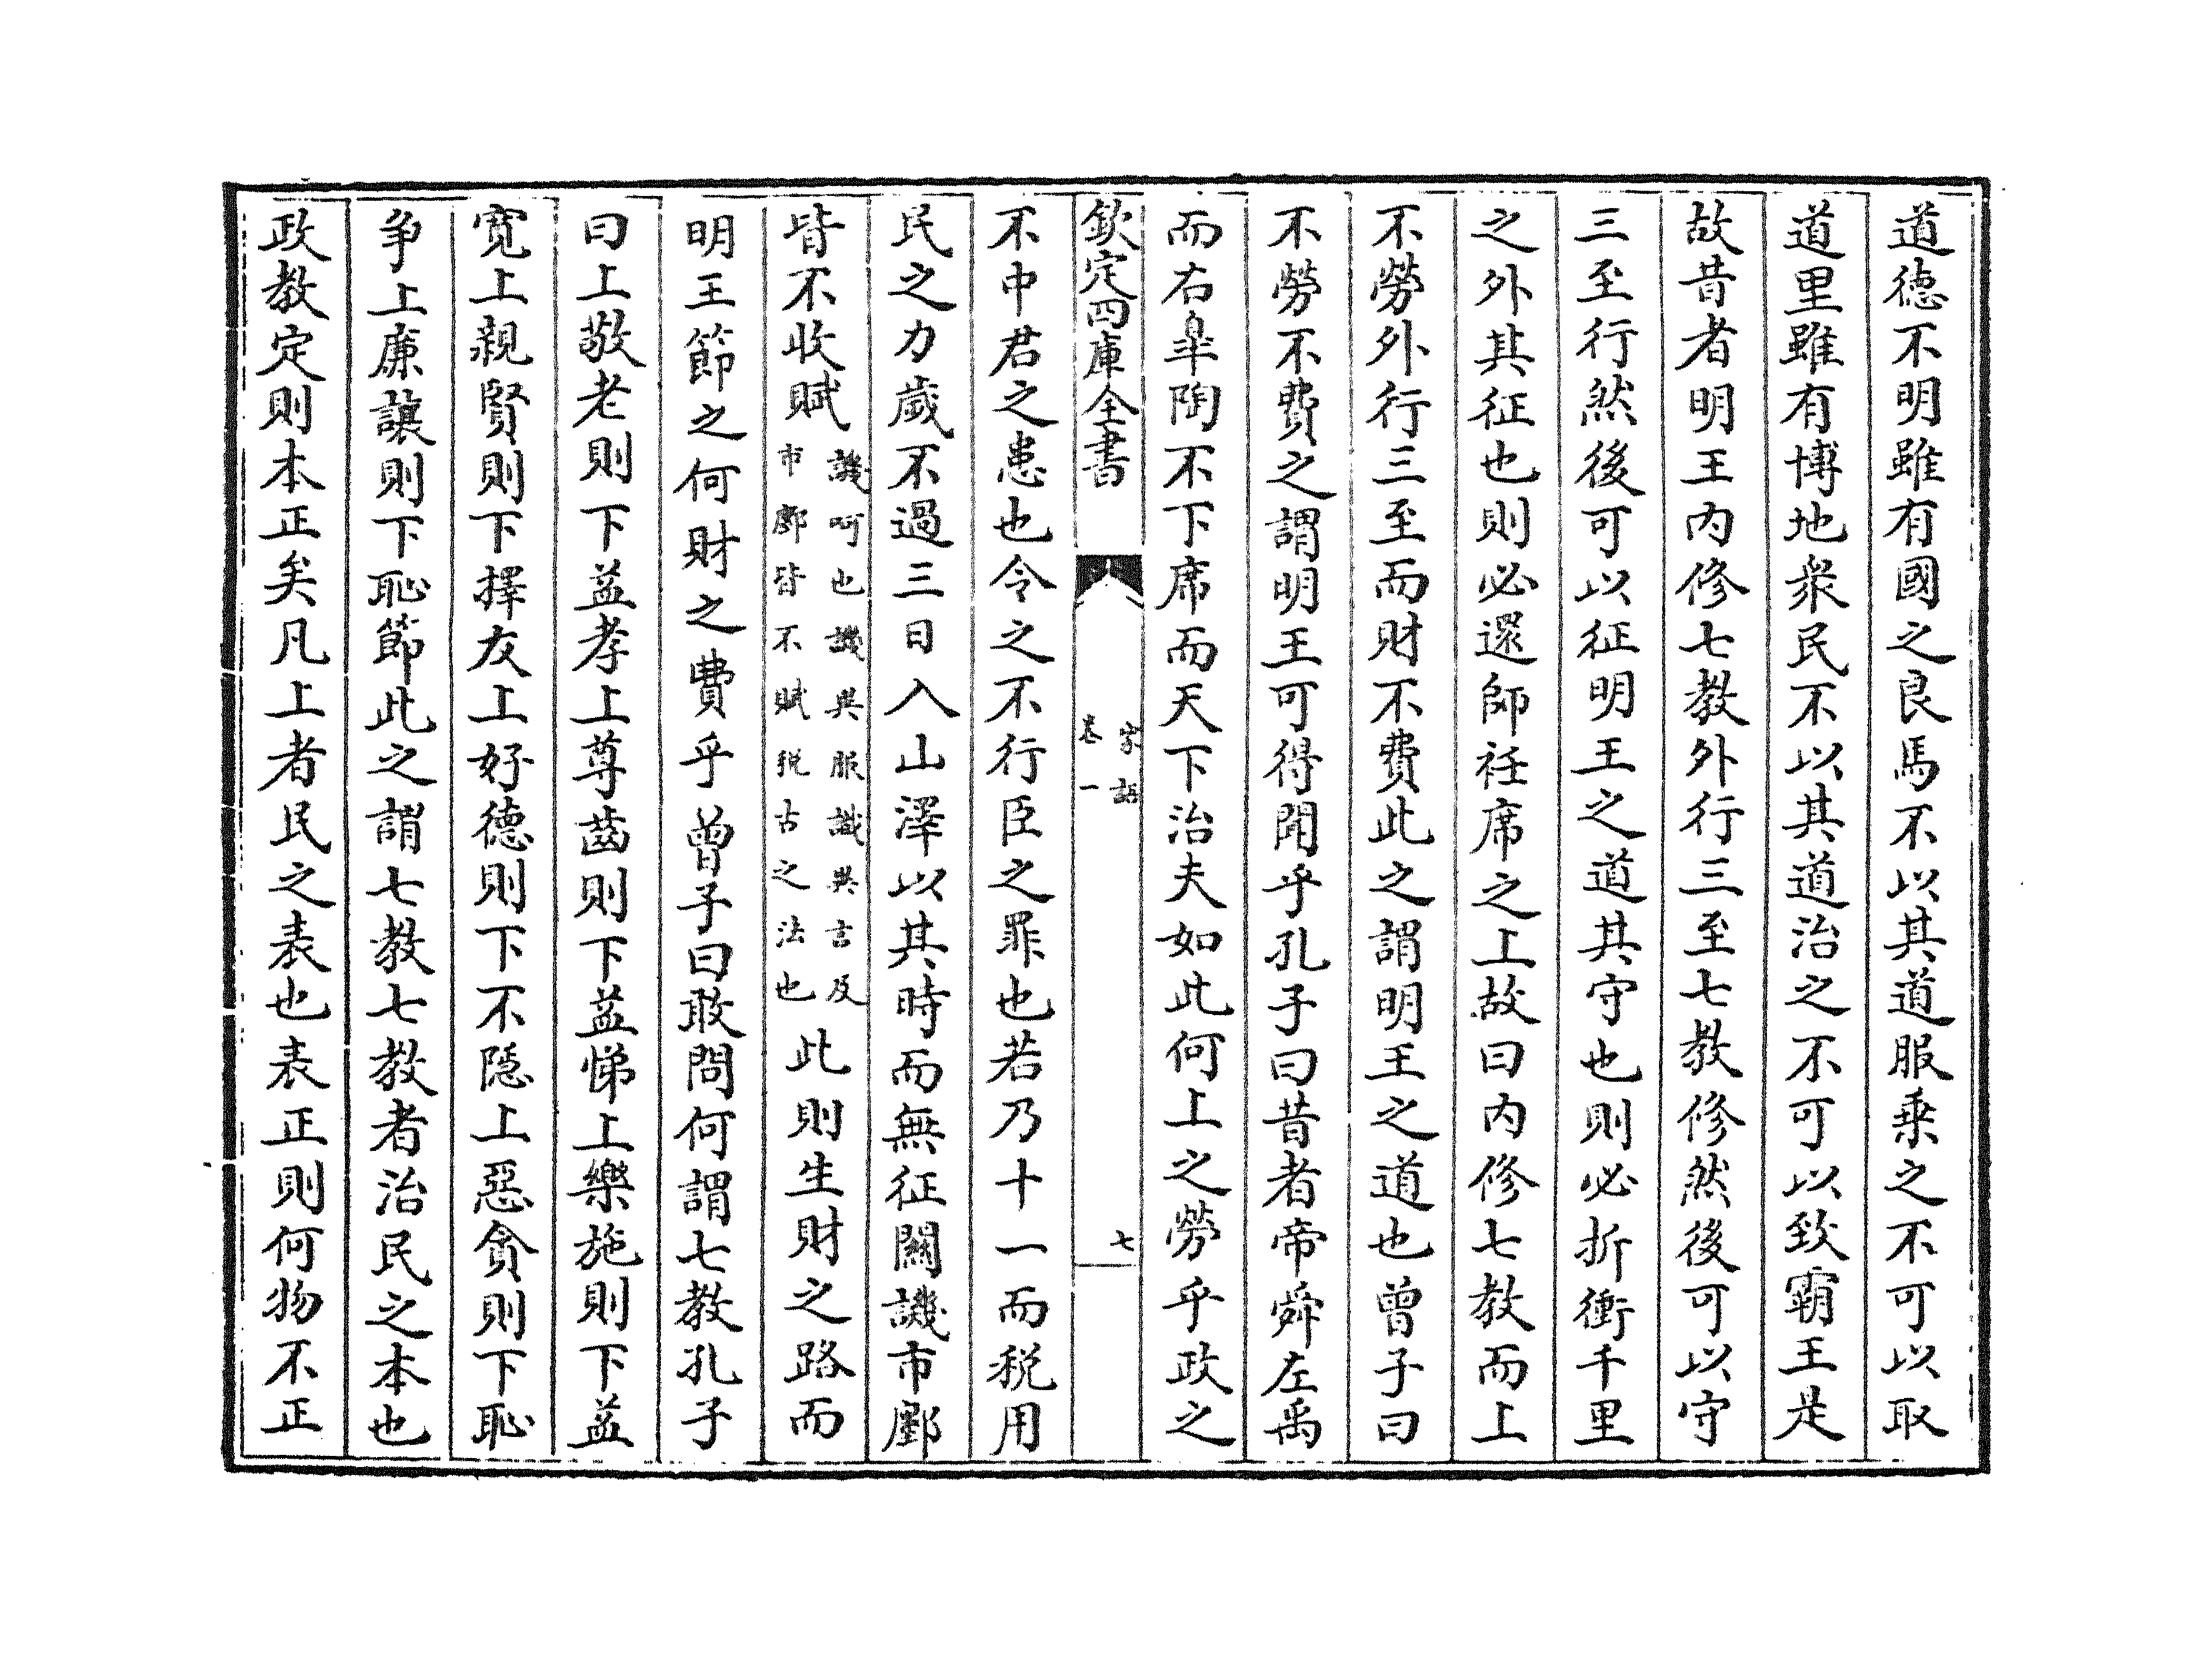 道德不明雖有國之良馬不以其道服乗之不可以取
道里雖有博地衆民不以其道治之不可以致霸王是
故昔者明王内修七教外行三至七教修然後可以守
三至行然後可以征明王之道其守也則必折衝千里
之外其征也則必還師衽席之上故曰内修七教而上
不勞外行三至而財不費此之謂明王之道也曾子曰
不勞不費之謂明王可得聞乎孔子曰昔者帝舜左禹
而右皐陶不下席而天下治夫如此何上之勞乎政之
欽定四庫全書
家語
卷一
七
不中君之患也令之不行臣之罪也若乃十一而税用
民之力歲不過三日入山澤以其時而無征關譏市鄽
皆不收賦
譏呵也譏異服識異言及
市鄽皆不賦税古之法也
此則生財之路而
明王節之何財之費乎曾子曰敢問何謂七教孔子
曰上敬老則下益孝上尊齒則下益悌上樂施則下益
寛上親賢則下擇友上好德則下不隱上惡貪則下恥
争上廉讓則下恥節此之謂七教七教者治民之本也
政教定則本正矣凡上者民之表也表正則何物不正